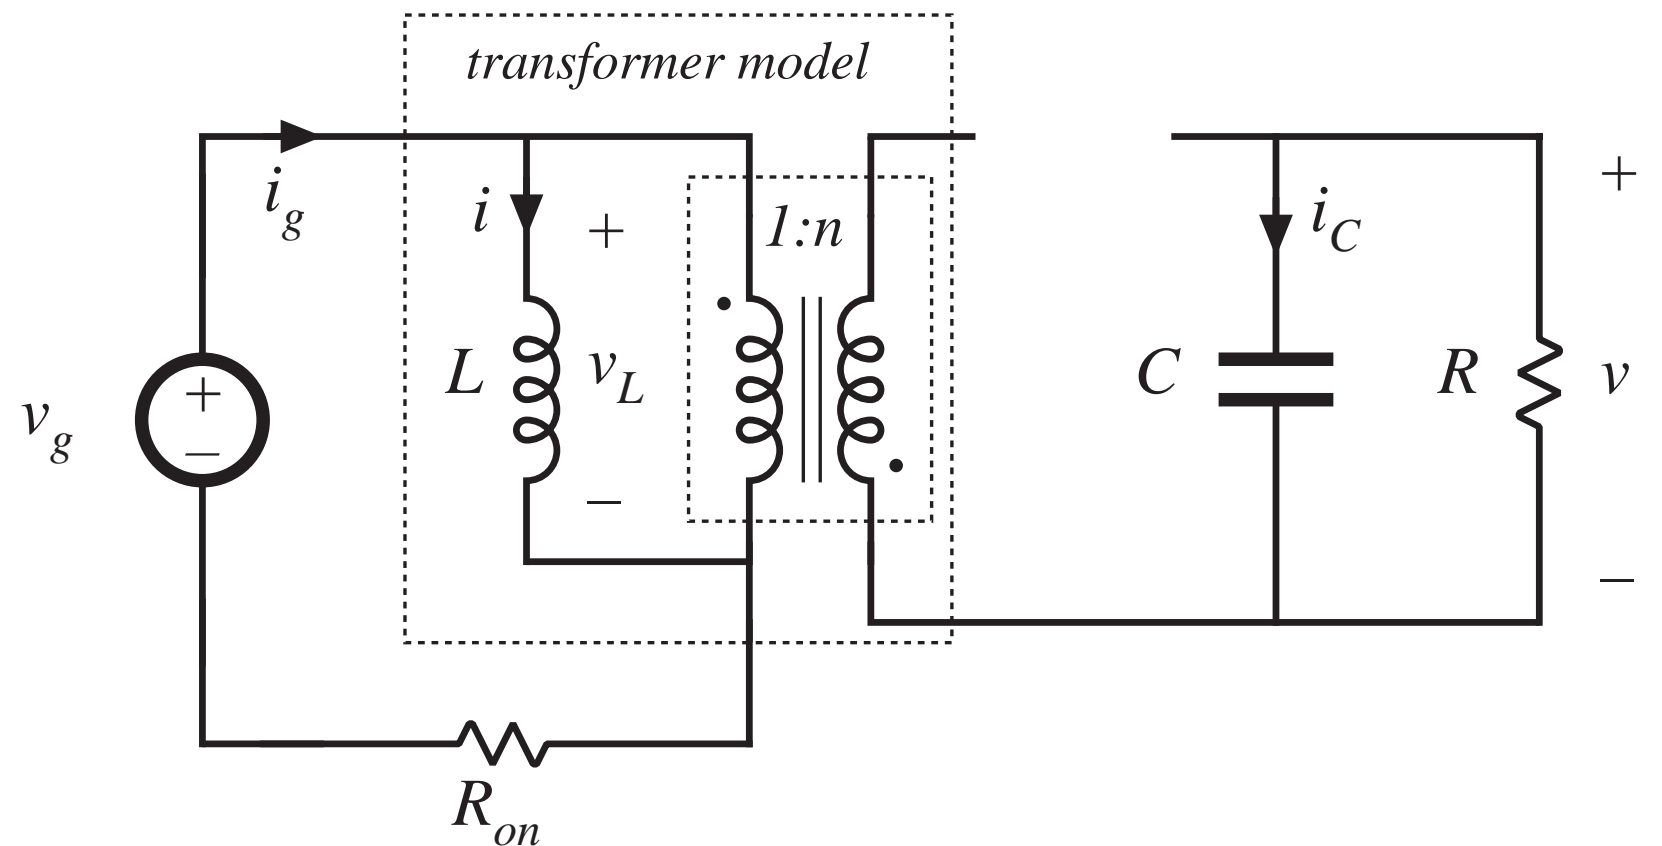 transformer model
i_g
i
+
1:n
i_C
+
v_g
+
−
L
v_L
C
R
v
−
−
R_on